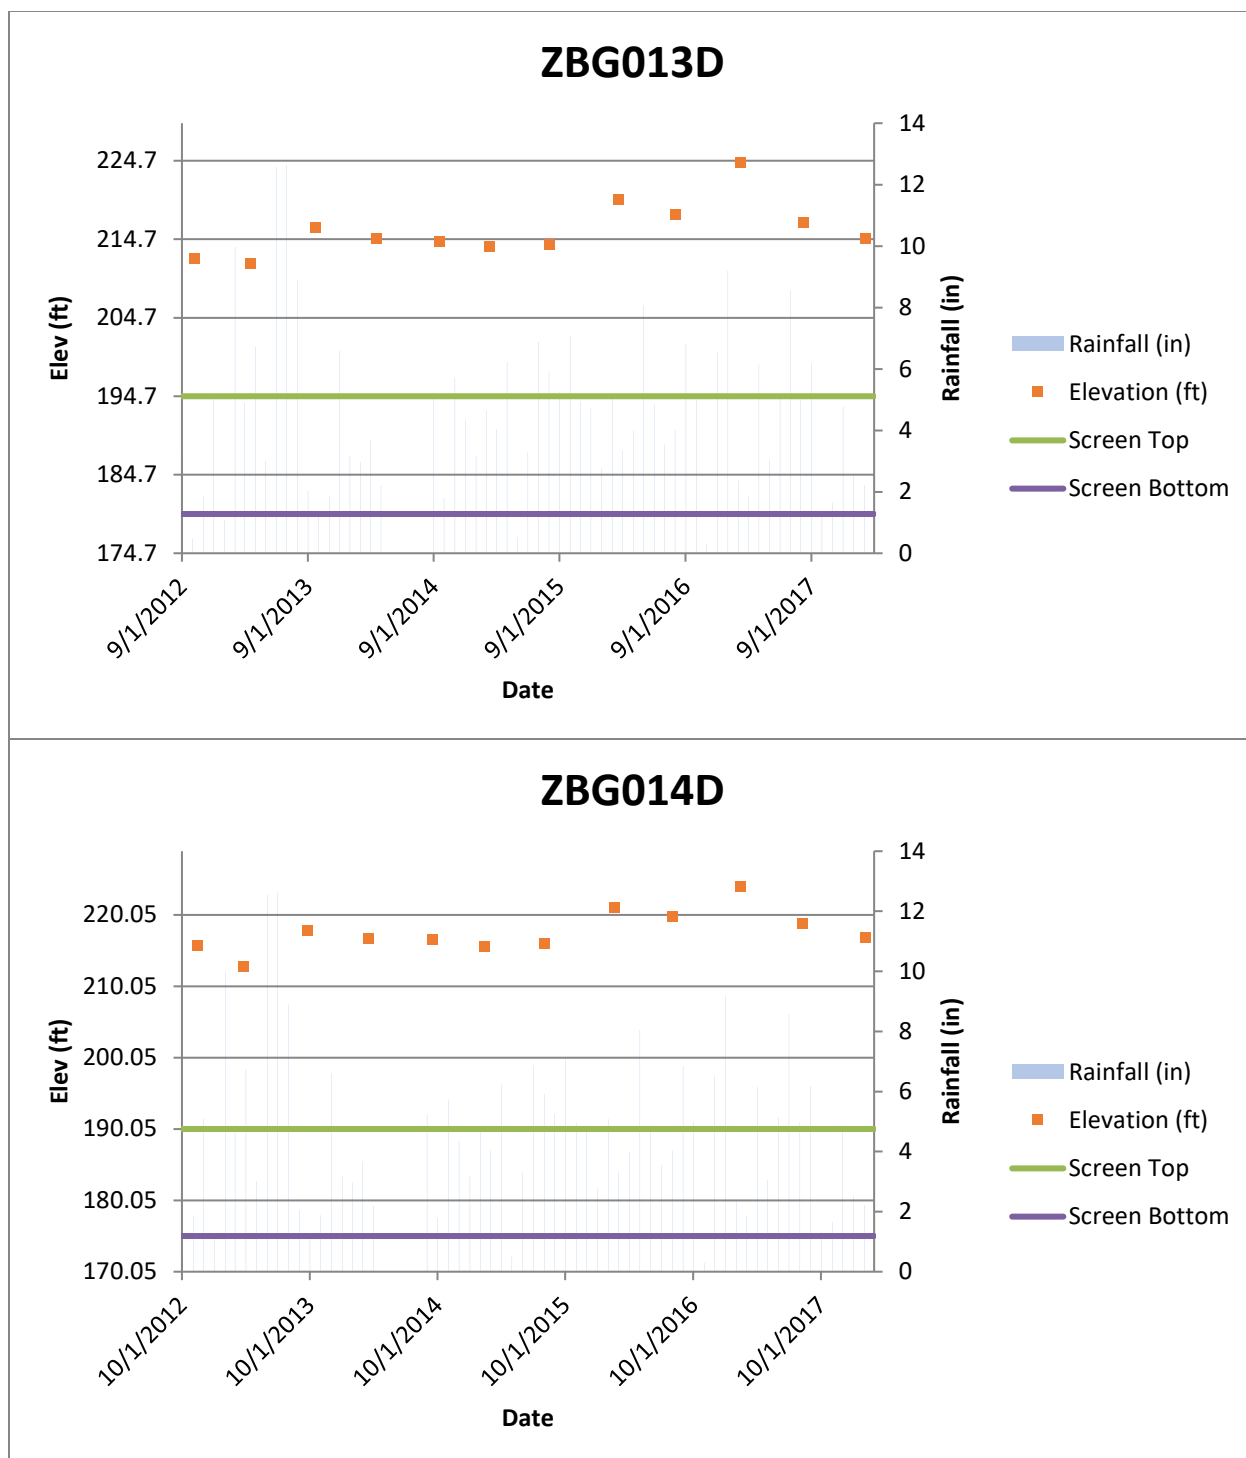 ZBG013D
14
224.7
12
214.7
10
204.7
8
Elev (ft)
Rainfall (in)
194.7
6
4
184.7
2
174.7
0
9/1/2012
9/1/2013
9/1/2014
9/1/2015
9/1/2016
9/1/2017
Date
Rainfall (in)
Elevation (ft)
Screen Top
Screen Bottom
ZBG014D
14
220.05
12
210.05
10
200.05
8
Elev (ft)
Rainfall (in)
190.05
6
4
180.05
2
170.05
0
10/1/2012
10/1/2013
10/1/2014
10/1/2015
10/1/2016
10/1/2017
Date
Rainfall (in)
Elevation (ft)
Screen Top
Screen Bottom